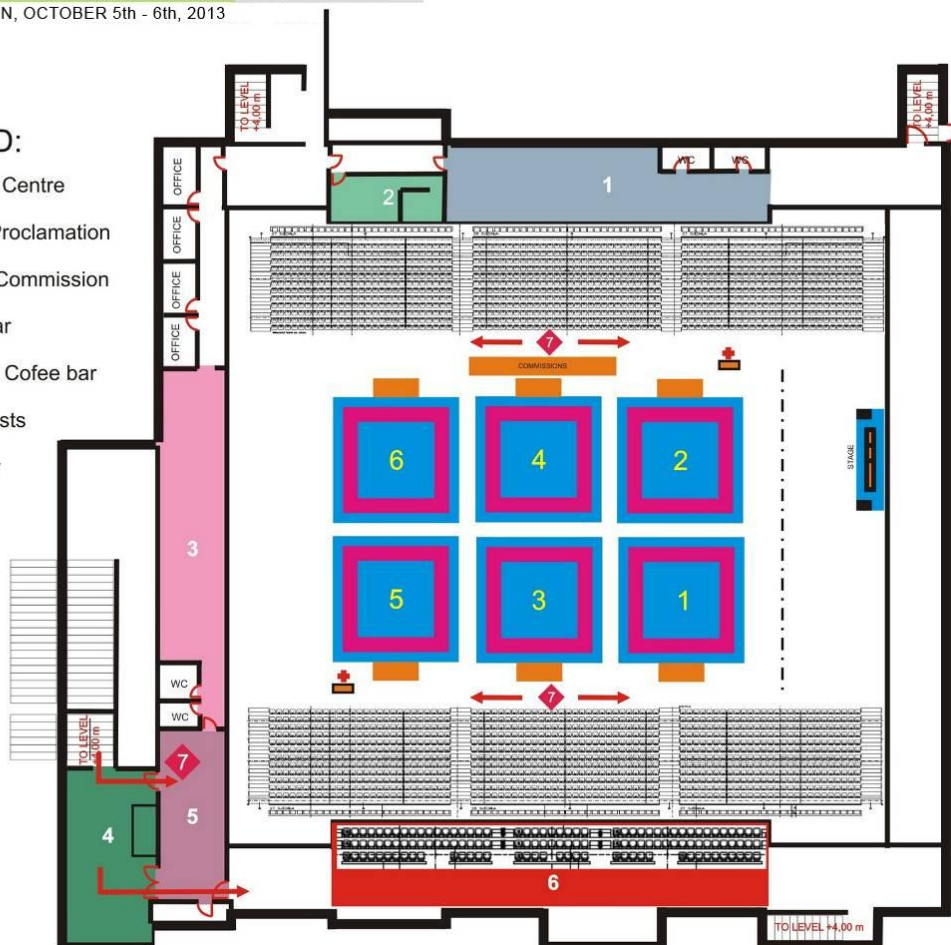 N, OCTOBER 5th - 6th, 2013
D:
Centre
Proclamation
Commission
Cofee bar
TO LEVEL
+4,00 m
TO LEVEL
+4,00 m
OFFICE
OFFICE
OFFICE
OFFICE
WC
WC
1
2
7
COMMISSIONS
6
4
2
STAGE
3
5
3
1
WC
WC
7
TO LEVEL
+4,00 m
7
4
5
6
TO LEVEL +4,00 m